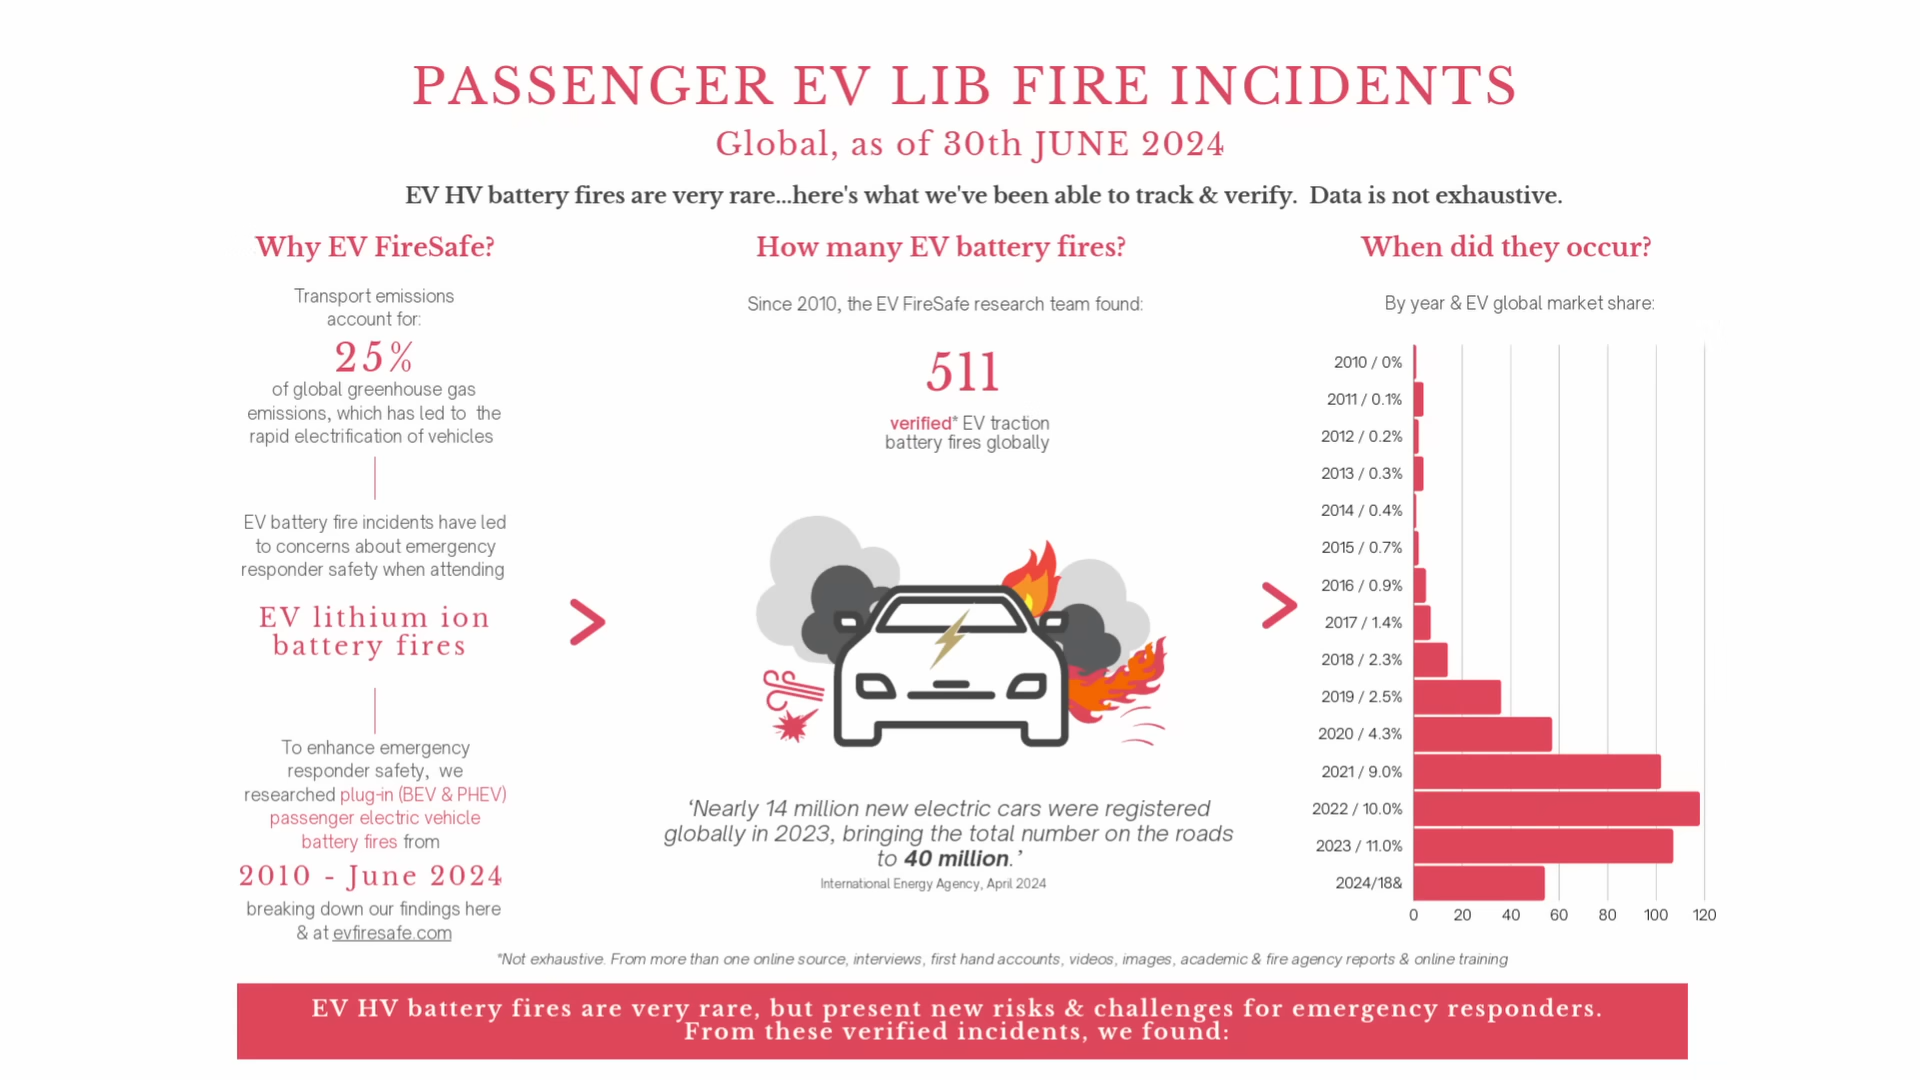 PASSENGER EV LIB FIRE INCIDENTS
Global, as of 30th JUNE 2024
EV HV battery fires are very rare...here's what we've been able to track & verify.  Data is not exhaustive.
Why EV FireSafe?
Transport emissions
account for:
25%
of global greenhouse gas
emissions, which has led to  the
rapid electrification of vehicles
EV battery fire incidents have led
to concerns about emergency
responder safety when attending
EV lithium ion
battery fires
To enhance emergency
responder safety,  we
researched plug-in (BEV & PHEV)
passenger electric vehicle
battery fires from
2010 - June 2024
breaking down our findings here
& at evfiresafe.com
How many EV battery fires?
Since 2010, the EV FireSafe research team found:
511
verified* EV traction
battery fires globally
‘Nearly 14 million new electric cars were registered
globally in 2023, bringing the total number on the roads
to 40 million.’
International Energy Agency, April 2024
When did they occur?
By year & EV global market share:
2010 / 0%
2011 / 0.1%
2012 / 0.2%
2013 / 0.3%
2014 / 0.4%
2015 / 0.7%
2016 / 0.9%
2017 / 1.4%
2018 / 2.3%
2019 / 2.5%
2020 / 4.3%
2021 / 9.0%
2022 / 10.0%
2023 / 11.0%
2024/18&
0 20 40 60 80 100 120
*Not exhaustive. From more than one online source, interviews, first hand accounts, videos, images, academic & fire agency reports & online training
EV HV battery fires are very rare, but present new risks & challenges for emergency responders.
From these verified incidents, we found: